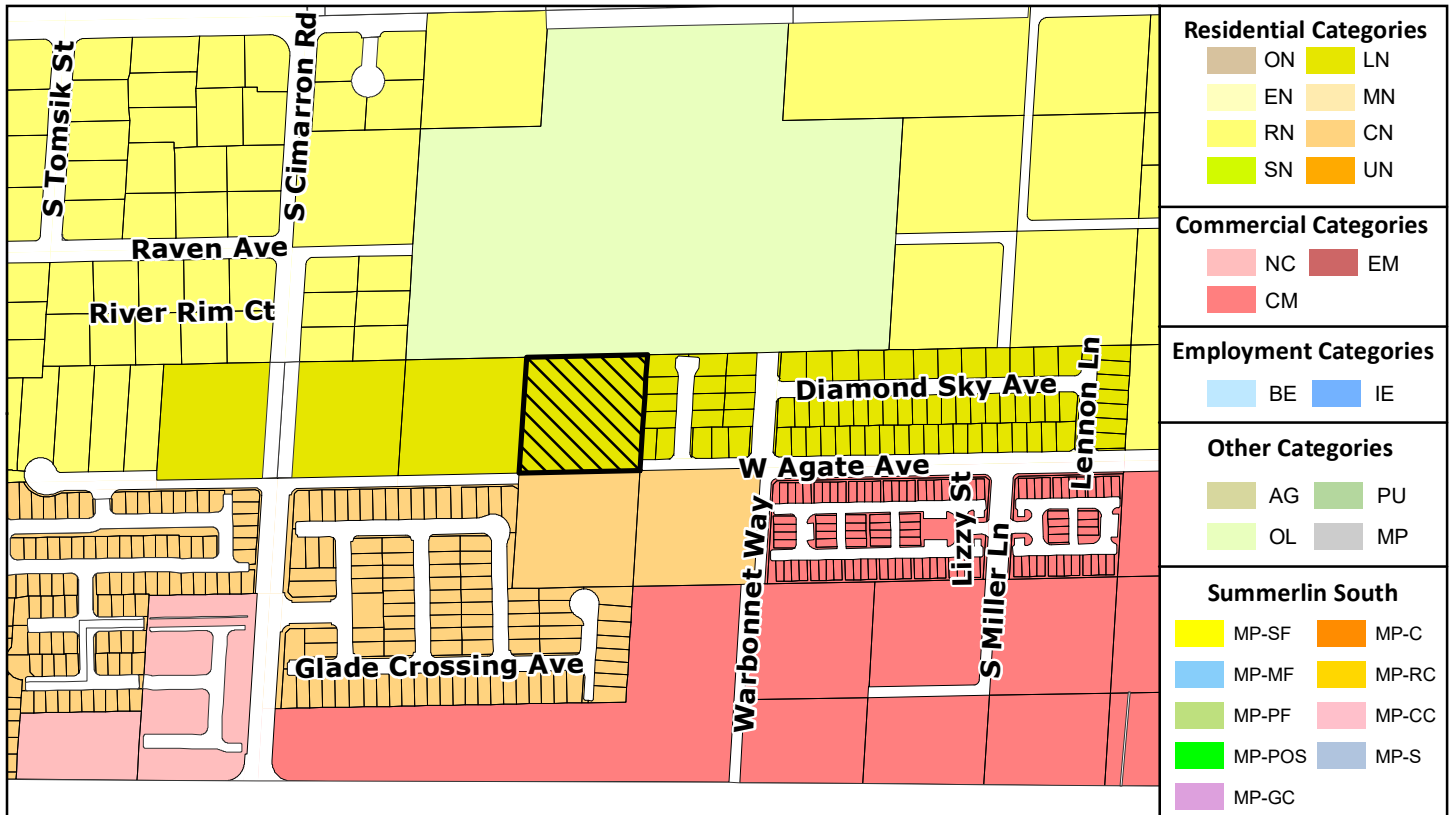 S Tomsik St
S Cimarron Rd
Raven Ave
River Rim Ct
Diamond Sky Ave
Lennon Ln
W Agate Ave
Lizzy St
Warbonnet Way
S Miller Ln
Glade Crossing Ave
Residential Categories
ON LN
EN MN
RN CN
SN UN
Commercial Categories
NC EM
CM
Employment Categories
BE IE
Other Categories
AG PU
OL MP
Summerlin South
MP-SF MP-C
MP-MF MP-RC
MP-PF MP-CC
MP-POS MP-S
MP-GC